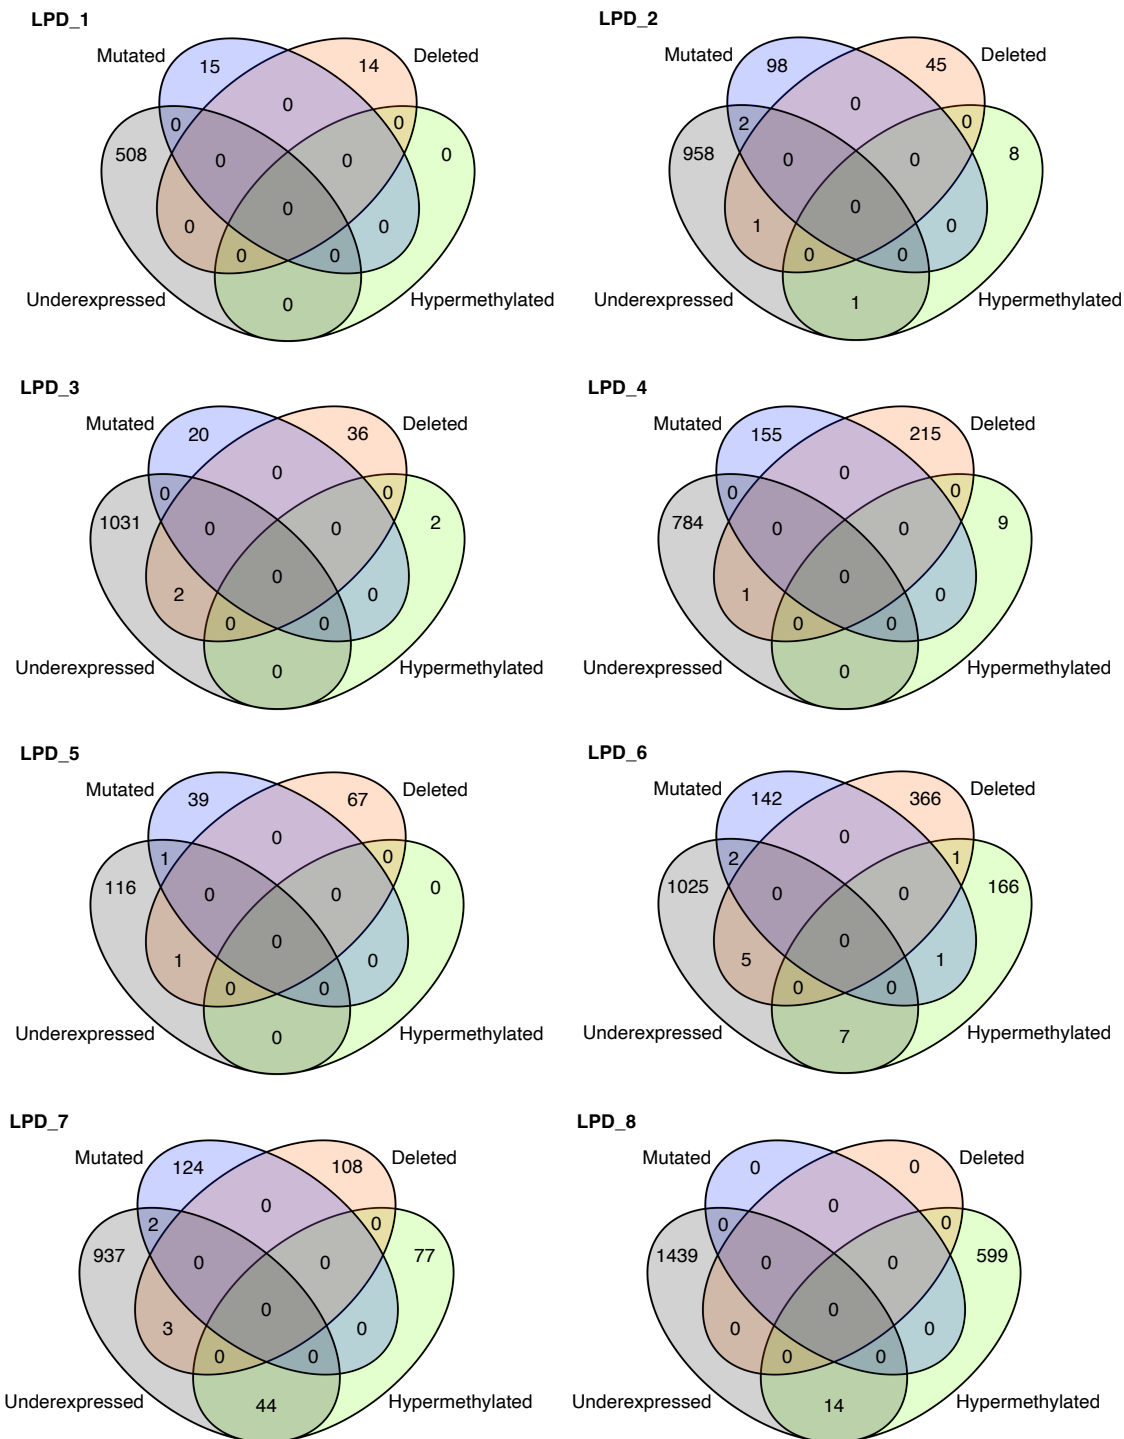 LPD_1
Mutated 15 14 Deleted
0
0 0
508 0 0 0
0
0 0
0 0
Underexpressed 0 Hypermethylated
LPD_2
Mutated 98 45 Deleted
0
2 0
958 0 0 8
0
1 0
0 0
Underexpressed 1 Hypermethylated
LPD_3
Mutated 20 36 Deleted
0
0 0
1031 0 0 2
0
2 0
0 0
Underexpressed 0 Hypermethylated
LPD_4
Mutated 155 215 Deleted
0
0 0
784 0 0 9
0
1 0
0 0
Underexpressed 0 Hypermethylated
LPD_5
Mutated 39 67 Deleted
0
1 0
116 0 0 0
0
1 0
0 0
Underexpressed 0 Hypermethylated
LPD_6
Mutated 142 366 Deleted
0
2 1
1025 0 0 166
0
5 1
0 0
Underexpressed 7 Hypermethylated
LPD_7
Mutated 124 108 Deleted
0
2 0
937 0 0 77
0
3 0
0 0
Underexpressed 44 Hypermethylated
LPD_8
Mutated 0 0 Deleted
0
0 0
1439 0 0 599
0
0 0
0 0
Underexpressed 14 Hypermethylated